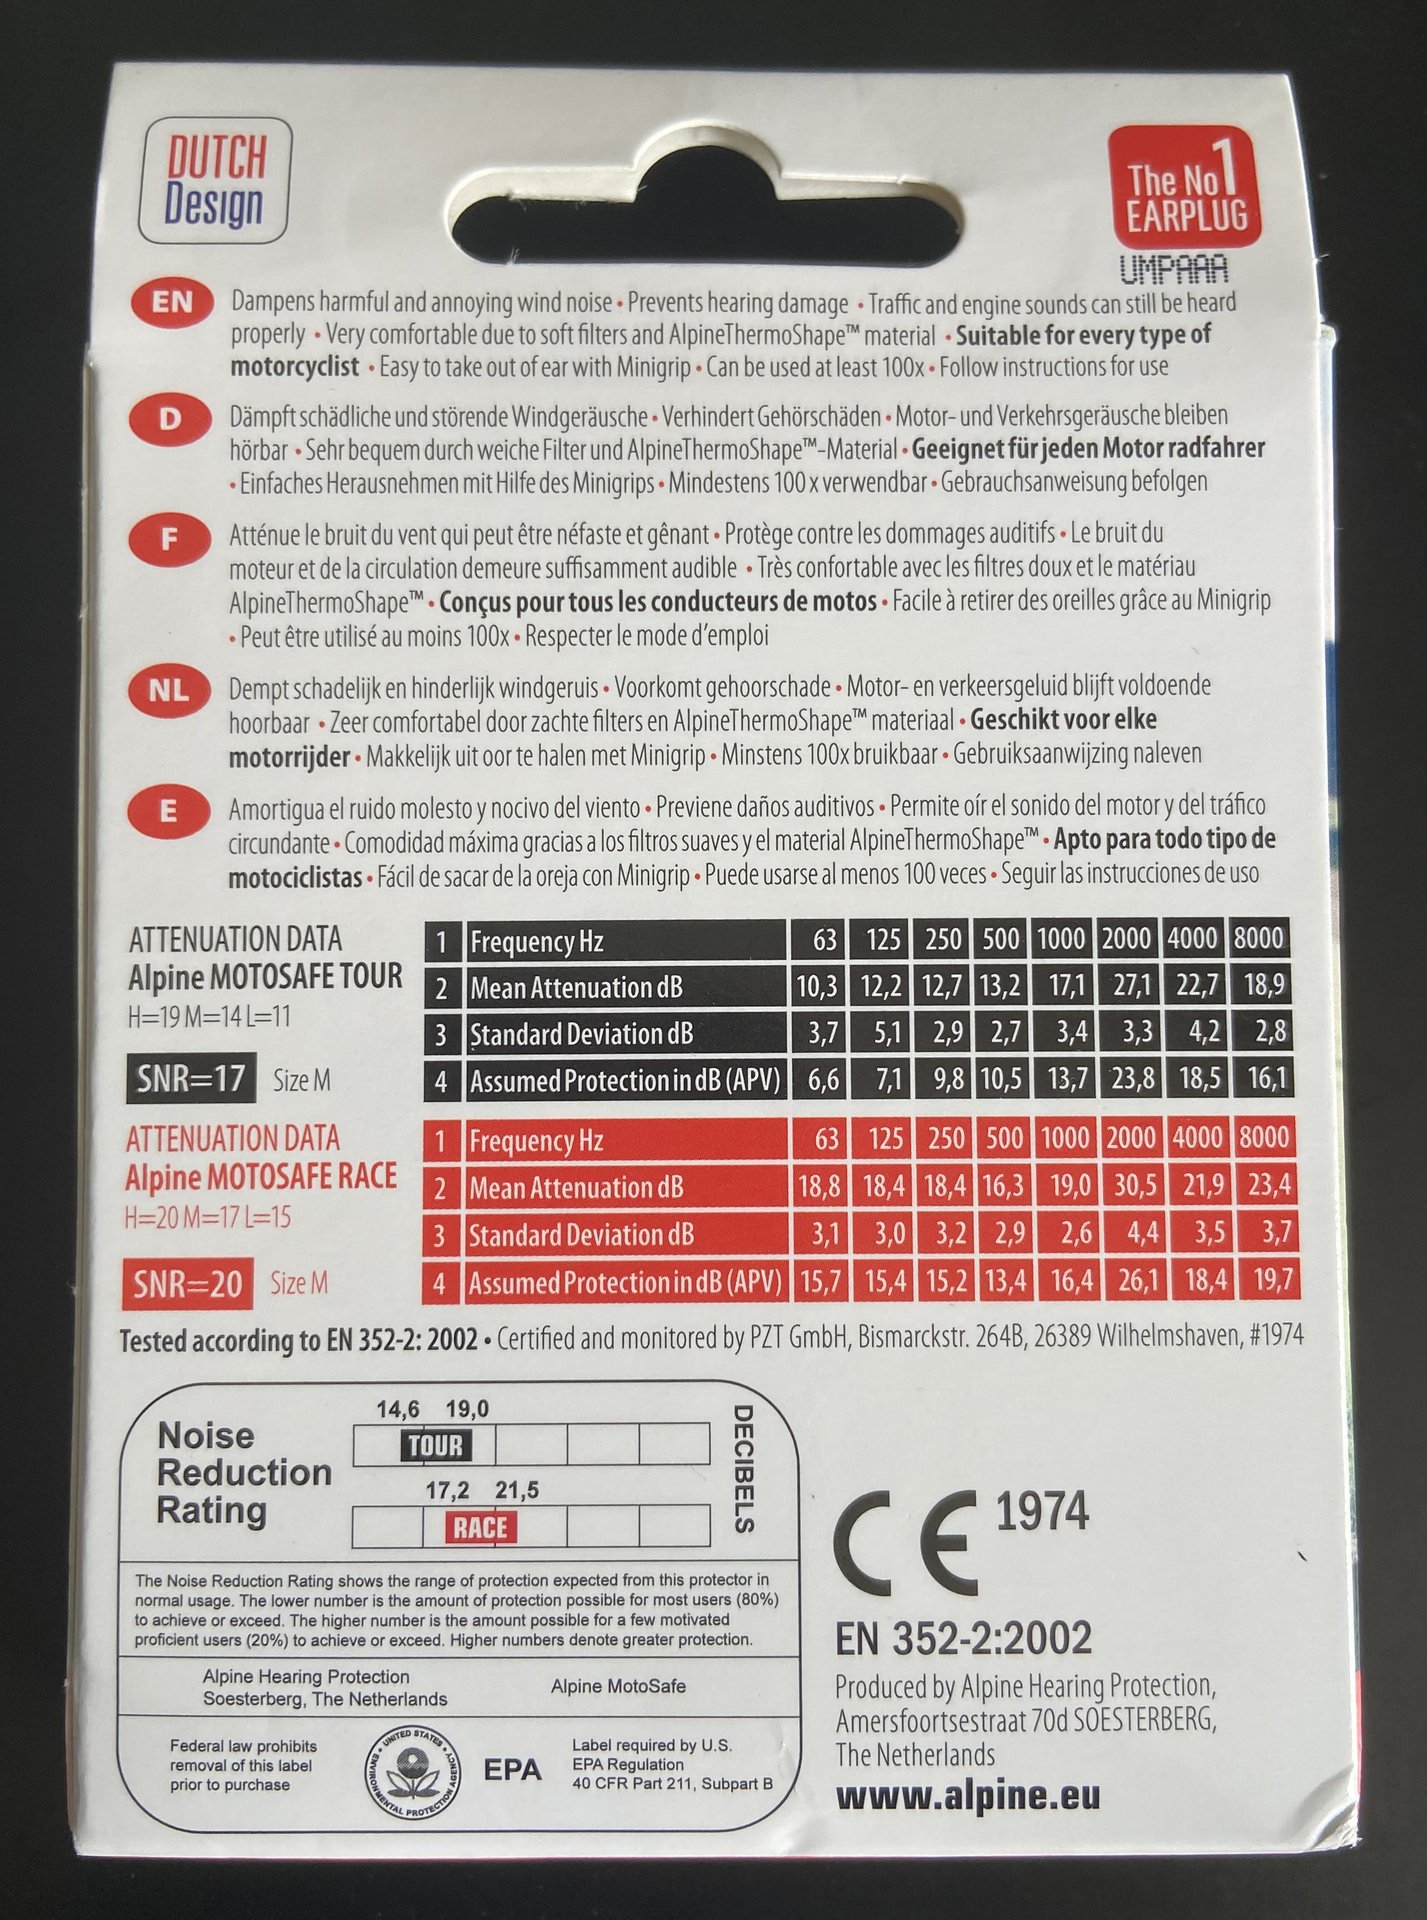 DUTCH
Design
The No 1
EARPLUG
UMPAAA
EN
Dampens harmful and annoying wind noise • Prevents hearing damage • Traffic and engine sounds can still be heard
properly • Very comfortable due to soft filters and AlpineThermoShape™ material • Suitable for every type of
motorcyclist • Easy to take out of ear with Minigrip • Can be used at least 100x • Follow instructions for use
D
Dämpft schädliche und störende Windgeräusche • Verhindert Gehörschäden • Motor- und Verkehrsgeräusche bleiben
hörbar • Sehr bequem durch weiche Filter und AlpineThermoShape™-Material • Geeignet für jeden Motor radfahrer
• Einfaches Herausnehmen mit Hilfe des Minigrips • Mindestens 100 x verwendbar • Gebrauchsanweisung befolgen
F
Atténue le bruit du vent qui peut être néfaste et gênant • Protège contre les dommages auditifs • Le bruit du
moteur et de la circulation demeure suffisamment audible • Très confortable avec les filtres doux et le matériau
AlpineThermoShape™ • Conçus pour tous les conducteurs de motos • Facile à retirer des oreilles grâce au Minigrip
• Peut être utilisé au moins 100x • Respecter le mode d'emploi
NL
Dempt schadelijk en hinderlijk windgeruis • Voorkomt gehoorschade • Motor- en verkeersgeluid blijft voldoende
hoorbaar • Zeer comfortabel door zachte filters en AlpineThermoShape™ materiaal • Geschikt voor elke
motorrijder • Makkelijk uit oor te halen met Minigrip • Minstens 100x bruikbaar • Gebruiksaanwijzing naleven
E
Amortigua el ruido molesto y nocivo del viento • Previene daños auditivos • Permite oír el sonido del motor y del tráfico
circundante • Comodidad máxima gracias a los filtros suaves y el material AlpineThermoShape™ • Apto para todo tipo de
motociclistas • Fácil de sacar de la oreja con Minigrip • Puede usarse al menos 100 veces • Seguir las instrucciones de uso
ATTENUATION DATA
Alpine MOTOSAFE TOUR
H=19 M=14 L=11
SNR=17 Size M
1 Frequency Hz 63 125 250 500 1000 2000 4000 8000
2 Mean Attenuation dB 10,3 12,2 12,7 13,2 17,1 27,1 22,7 18,9
3 Standard Deviation dB 3,7 5,1 2,9 2,7 3,4 3,3 4,2 2,8
4 Assumed Protection in dB (APV) 6,6 7,1 9,8 10,5 13,7 23,8 18,5 16,1
ATTENUATION DATA
Alpine MOTOSAFE RACE
H=20 M=17 L=15
SNR=20 Size M
1 Frequency Hz 63 125 250 500 1000 2000 4000 8000
2 Mean Attenuation dB 18,8 18,4 18,4 16,3 19,0 30,5 21,9 23,4
3 Standard Deviation dB 3,1 3,0 3,2 2,9 2,6 4,4 3,5 3,7
4 Assumed Protection in dB (APV) 15,7 15,4 15,2 13,4 16,4 26,1 18,4 19,7
Tested according to EN 352-2: 2002 • Certified and monitored by PZT GmbH, Bismarckstr. 264B, 26389 Wilhelmshaven, #1974
Noise
Reduction
Rating
14,6 19,0
TOUR
17,2 21,5
RACE
DECIBELS
The Noise Reduction Rating shows the range of protection expected from this protector in
normal usage. The lower number is the amount of protection possible for most users (80%)
to achieve or exceed. The higher number is the amount possible for a few motivated
proficient users (20%) to achieve or exceed. Higher numbers denote greater protection.
Alpine Hearing Protection
Soesterberg, The Netherlands
Alpine MotoSafe
Federal law prohibits
removal of this label
prior to purchase
UNITED STATES • ENVIRONMENTAL PROTECTION AGENCY •
EPA
Label required by U.S.
EPA Regulation
40 CFR Part 211, Subpart B
CE 1974
EN 352-2:2002
Produced by Alpine Hearing Protection,
Amersfoortsestraat 70d SOESTERBERG,
The Netherlands
www.alpine.eu